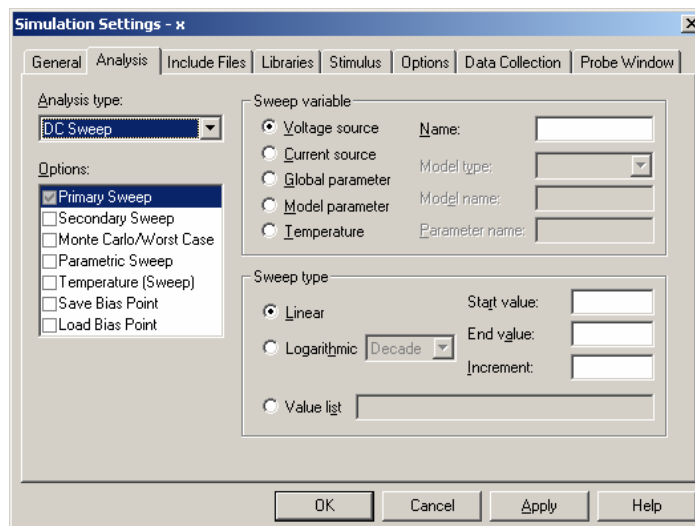 Simulation Settings - x
General Analysis Include Files Libraries Stimulus Options Data Collection Probe Window
Analysis type:
DC Sweep
Options:
Primary Sweep
Secondary Sweep
Monte Carlo/Worst Case
Parametric Sweep
Temperature (Sweep)
Save Bias Point
Load Bias Point
Sweep variable
Voltage source
Current source
Global parameter
Model parameter
Temperature
Name:
Model type:
Model name:
Parameter name:
Sweep type
Linear
Logarithmic Decade
Value list
Start value:
End value:
Increment:
OK Cancel Apply Help